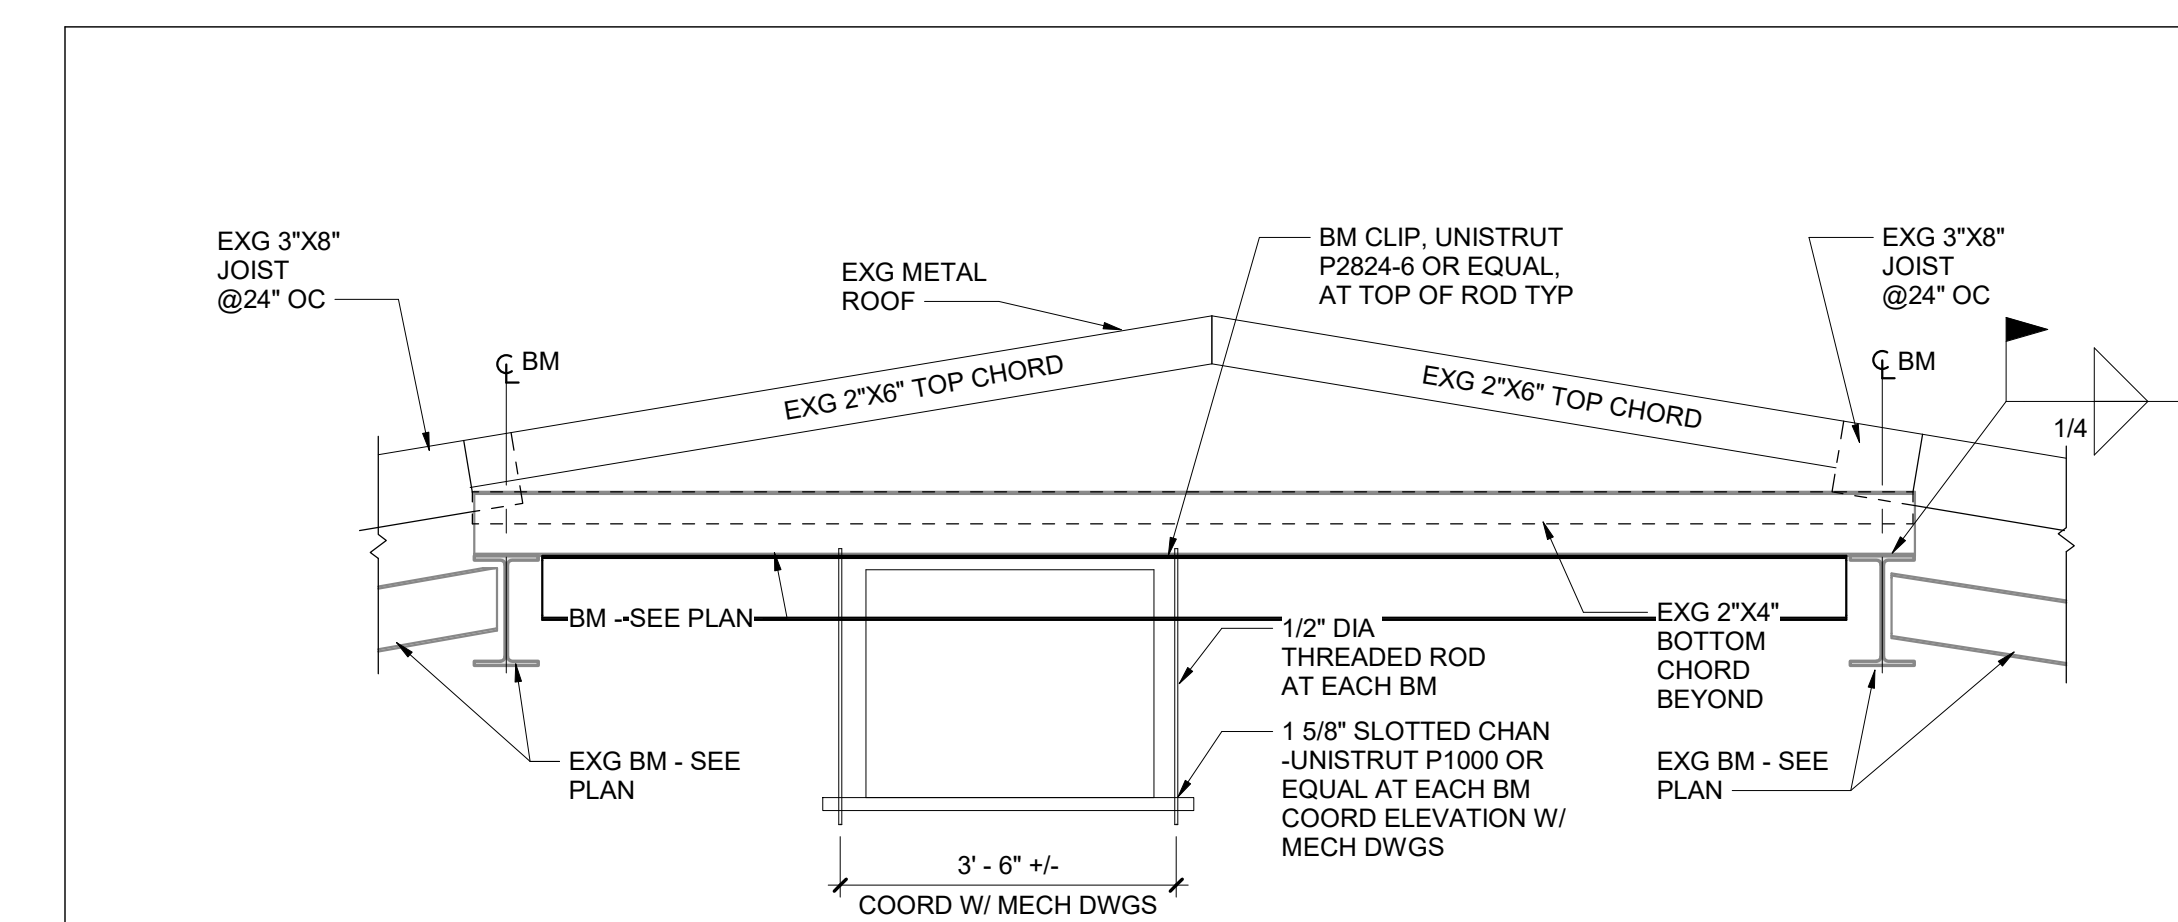 EXG 3"X8"
JOIST
@24" OC
EXG METAL
ROOF
BM CLIP, UNISTRUT
P2824-6 OR EQUAL,
AT TOP OF ROD TYP
EXG 3"X8"
JOIST
@24" OC
℄ BM
℄ BM
EXG 2"X6" TOP CHORD
EXG 2"X6" TOP CHORD
1/4
BM - SEE PLAN
1/2" DIA
THREADED ROD
AT EACH BM
EXG 2"X4"
BOTTOM
CHORD
BEYOND
1 5/8" SLOTTED CHAN
-UNISTRUT P1000 OR
EQUAL AT EACH BM
COORD ELEVATION W/
MECH DWGS
EXG BM - SEE
PLAN
EXG BM - SEE
PLAN
3' - 6" +/-
COORD W/ MECH DWGS